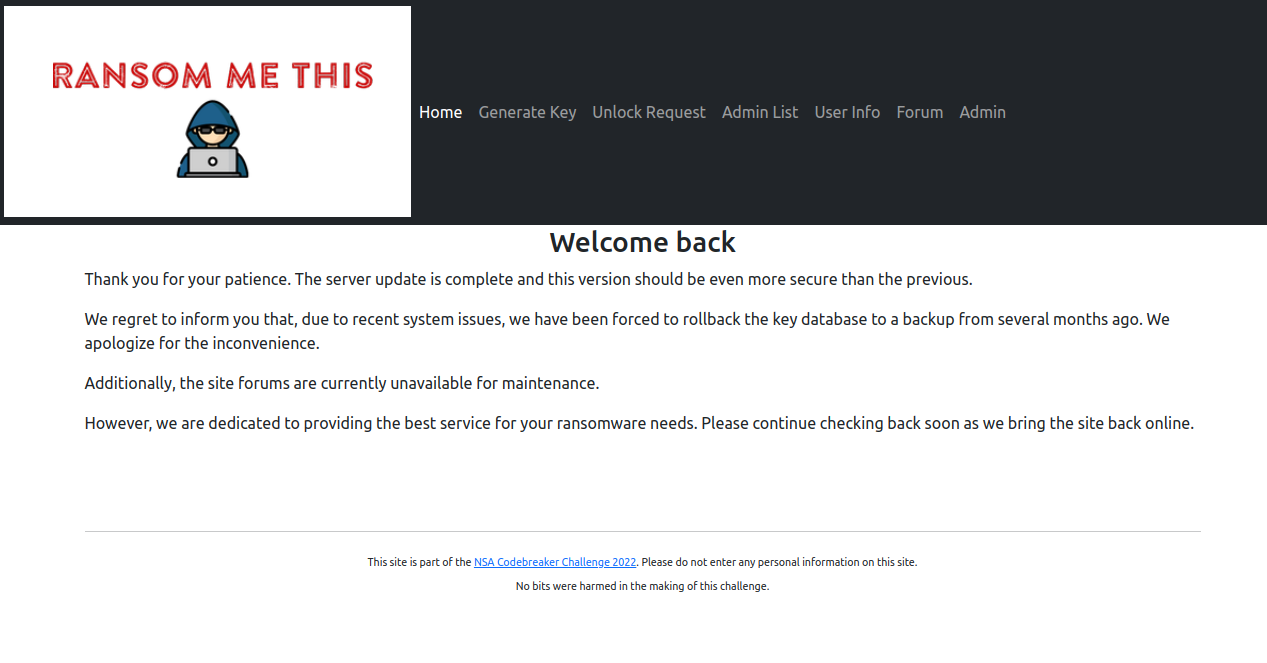 RANSOM ME THIS
Home Generate Key Unlock Request Admin List User Info Forum Admin
Welcome back
Thank you for your patience. The server update is complete and this version should be even more secure than the previous.
We regret to inform you that, due to recent system issues, we have been forced to rollback the key database to a backup from several months ago. We
apologize for the inconvenience.
Additionally, the site forums are currently unavailable for maintenance.
However, we are dedicated to providing the best service for your ransomware needs. Please continue checking back soon as we bring the site back online.
This site is part of the NSA Codebreaker Challenge 2022. Please do not enter any personal information on this site.
No bits were harmed in the making of this challenge.